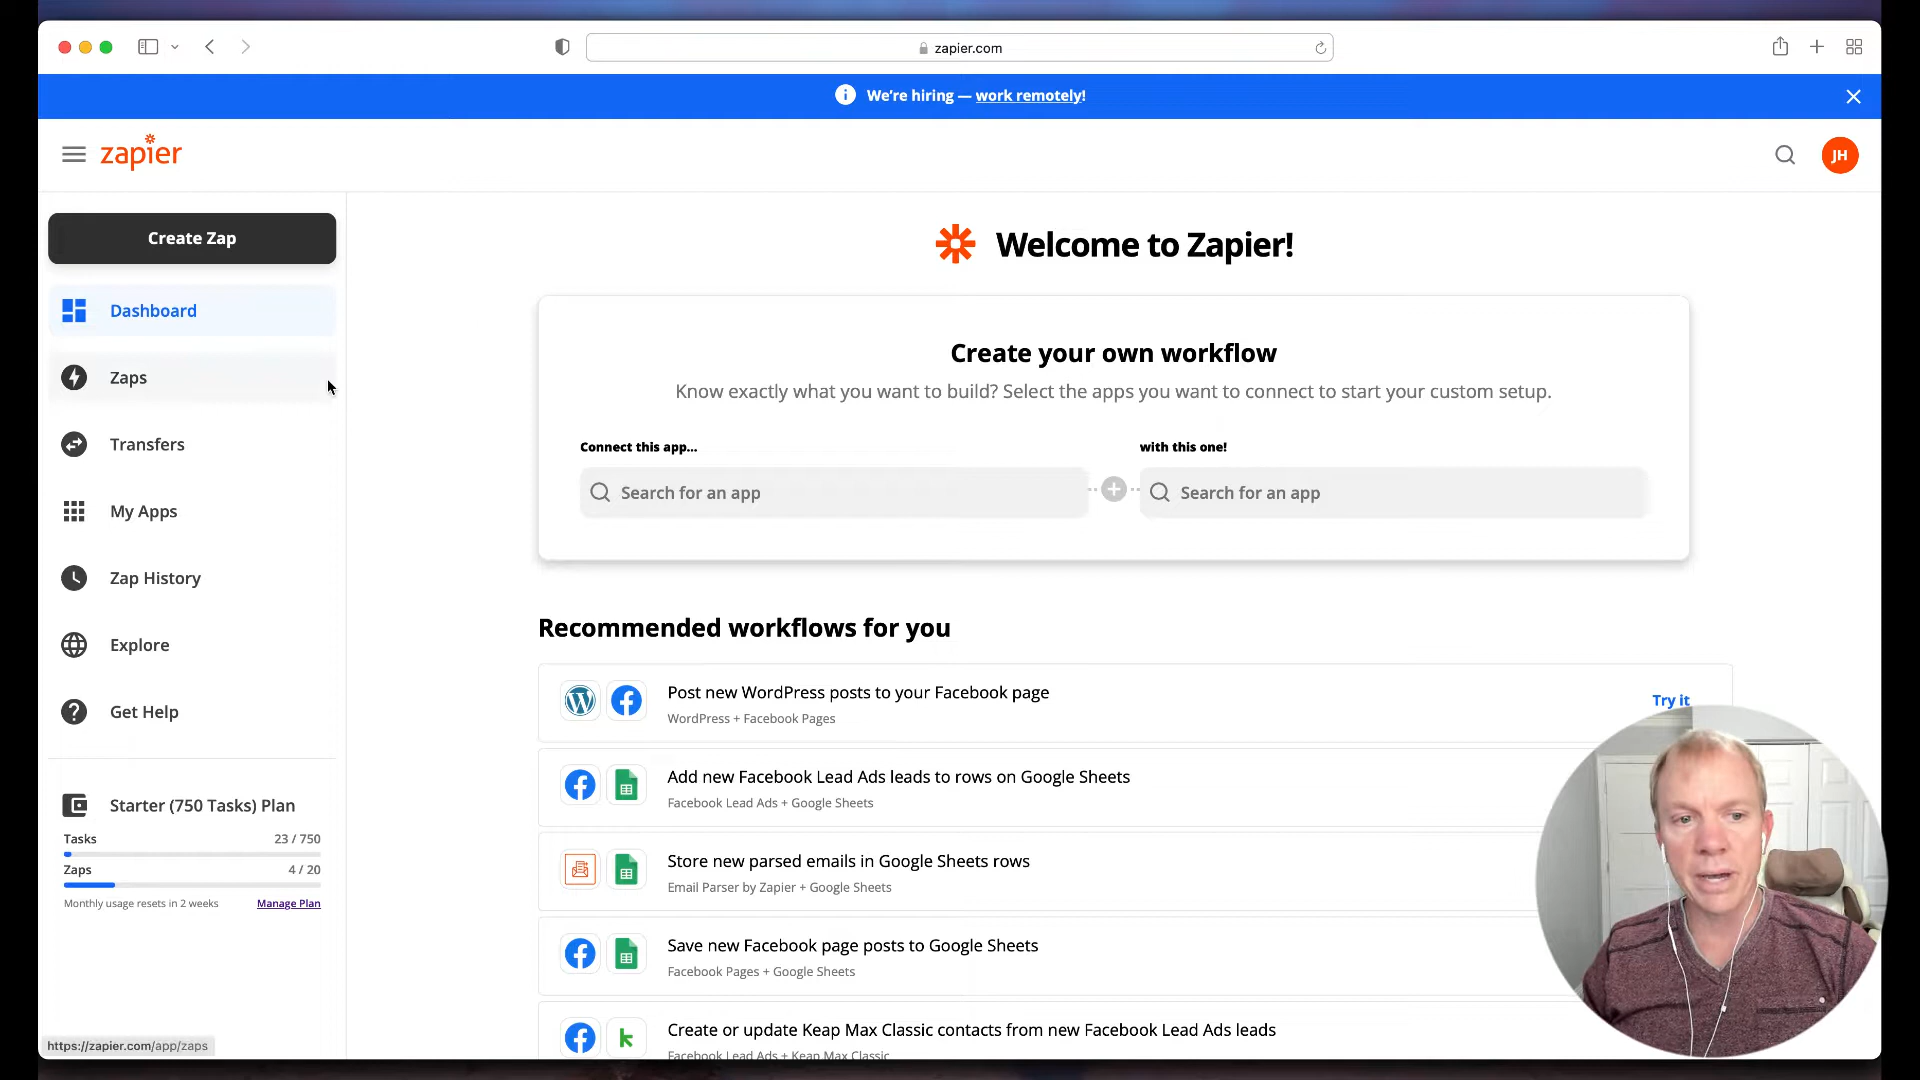 zapier.com
We're hiring — work remotely!
zapier
JH
Create Zap
Dashboard
Zaps
Transfers
My Apps
Zap History
Explore
Get Help
Starter (750 Tasks) Plan
Tasks 23 / 750
Zaps 4 / 20
Monthly usage resets in 2 weeks Manage Plan
https://zapier.com/app/zaps
Welcome to Zapier!
Create your own workflow
Know exactly what you want to build? Select the apps you want to connect to start your custom setup.
Connect this app... with this one!
Search for an app Search for an app
Recommended workflows for you
Post new WordPress posts to your Facebook page
WordPress + Facebook Pages
Try it
Add new Facebook Lead Ads leads to rows on Google Sheets
Facebook Lead Ads + Google Sheets
Store new parsed emails in Google Sheets rows
Email Parser by Zapier + Google Sheets
Save new Facebook page posts to Google Sheets
Facebook Pages + Google Sheets
Create or update Keap Max Classic contacts from new Facebook Lead Ads leads
Facebook Lead Ads + Keap Max Classic